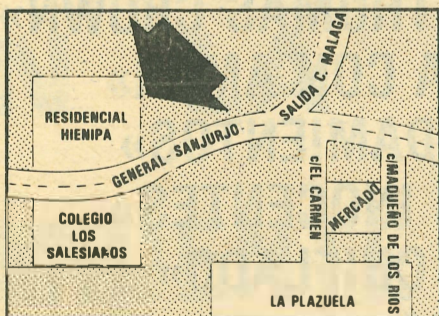 SALIDA C. MALAGA
RESIDENCIAL
HIENIPA
GENERAL-SANJURJO
COLEGIO
LOS
SALESIANOS
c/EL CARMEN
MERCADO
c/MADUEÑO DE LOS RIOS
LA PLAZUELA